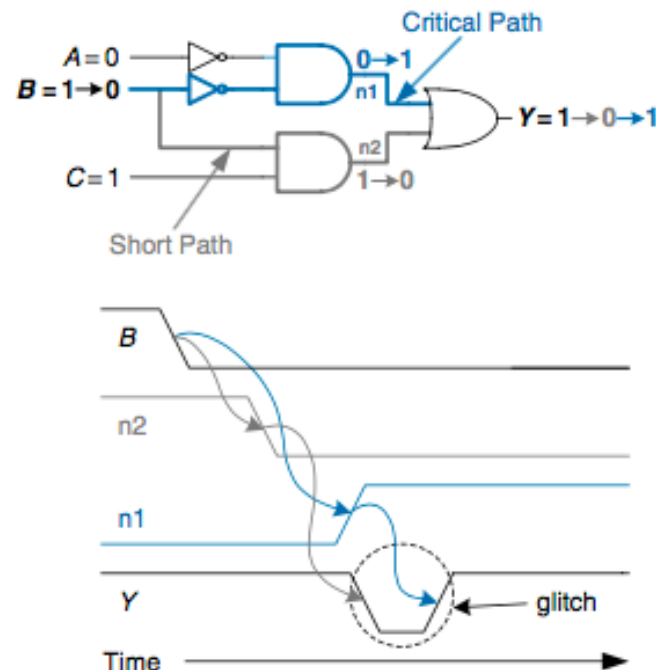 Critical Path
A = 0
0→1
B = 1→0
n1
Y = 1→0→1
n2
C = 1
1→0
Short Path
B
n2
n1
Y
glitch
Time